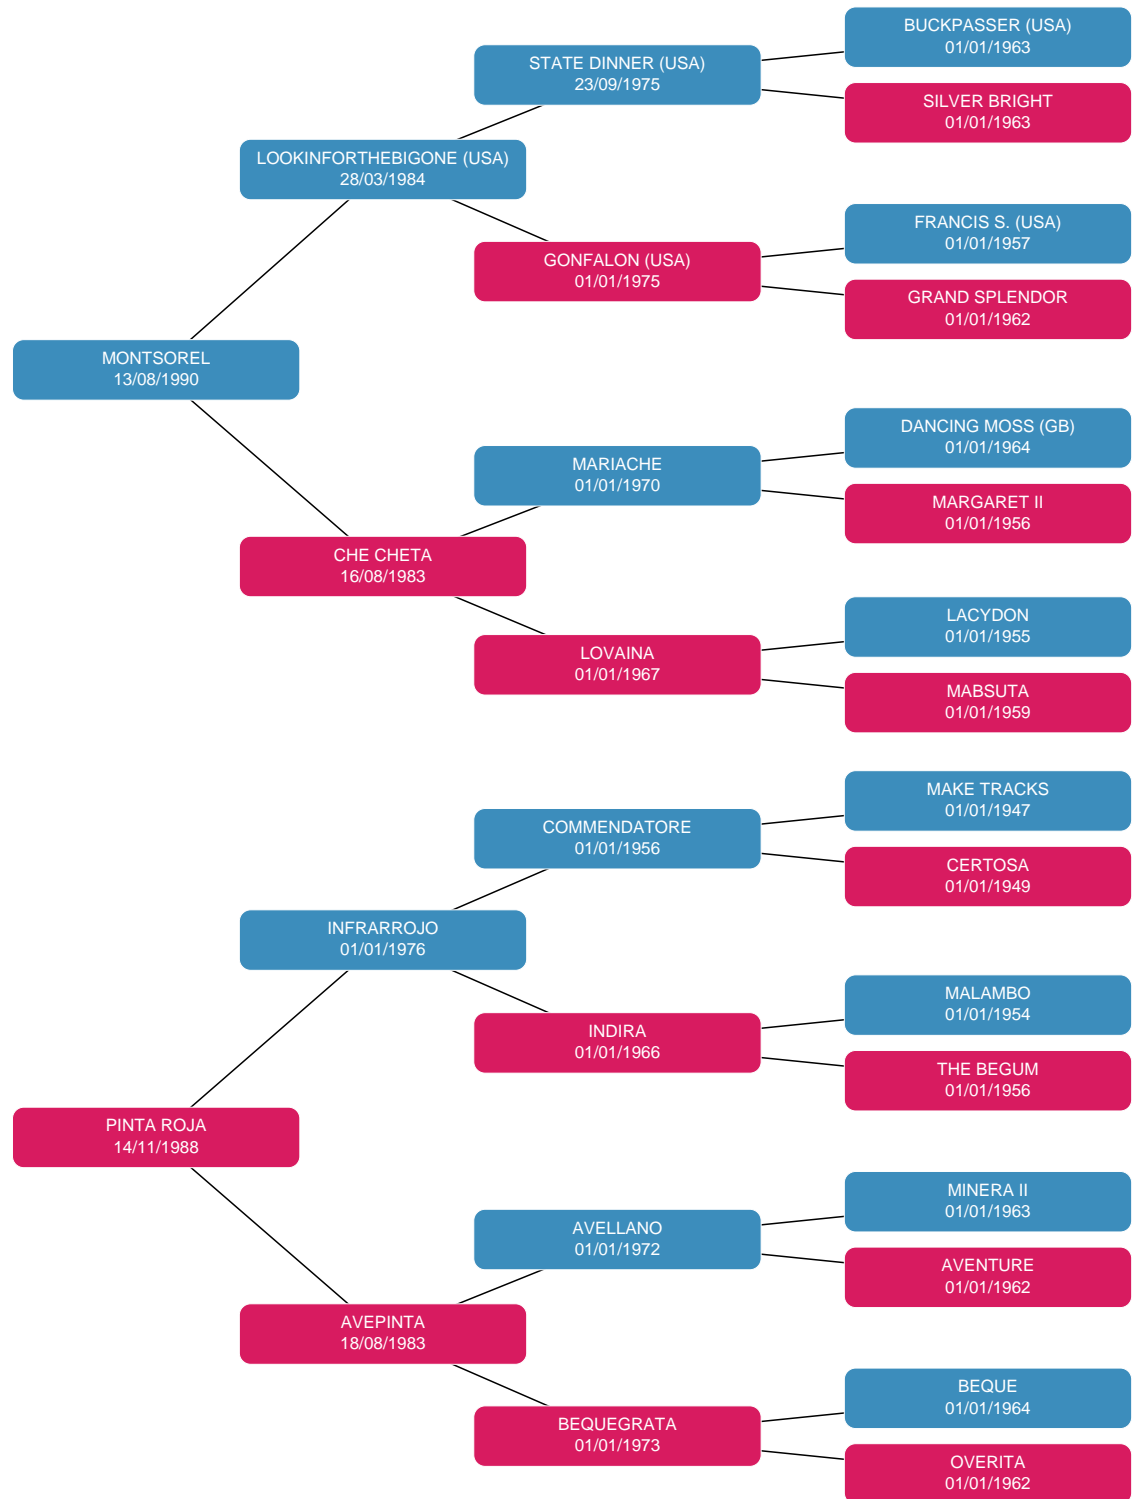 BUCKPASSER (USA)
01/01/1963
STATE DINNER (USA)
23/09/1975
SILVER BRIGHT
01/01/1963
LOOKINFORTHEBIGONE (USA)
28/03/1984
FRANCIS S. (USA)
01/01/1957
GONFALON (USA)
01/01/1975
GRAND SPLENDOR
01/01/1962
MONTSOREL
13/08/1990
DANCING MOSS (GB)
01/01/1964
MARIACHE
01/01/1970
MARGARET II
01/01/1956
CHE CHETA
16/08/1983
LACYDON
01/01/1955
LOVAINA
01/01/1967
MABSUTA
01/01/1959
MAKE TRACKS
01/01/1947
COMMENDATORE
01/01/1956
CERTOSA
01/01/1949
INFRARROJO
01/01/1976
MALAMBO
01/01/1954
INDIRA
01/01/1966
THE BEGUM
01/01/1956
PINTA ROJA
14/11/1988
MINERA II
01/01/1963
AVELLANO
01/01/1972
AVENTURE
01/01/1962
AVEPINTA
18/08/1983
BEQUE
01/01/1964
BEQUEGRATA
01/01/1973
OVERITA
01/01/1962